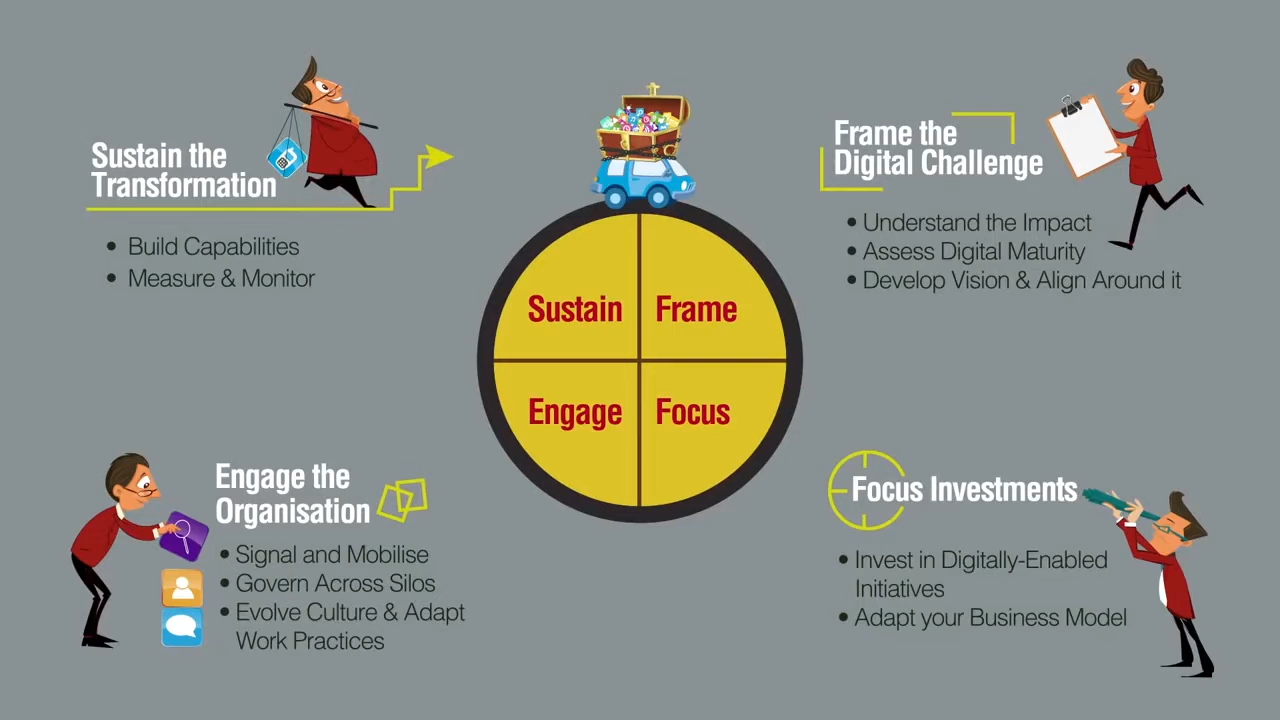 Sustain the
Transformation
• Build Capabilities
• Measure & Monitor
Frame the
Digital Challenge
• Understand the Impact
• Assess Digital Maturity
• Develop Vision & Align Around it
Sustain
Frame
Engage
Focus
Engage the
Organisation
• Signal and Mobilise
• Govern Across Silos
• Evolve Culture & Adapt
Work Practices
Focus Investments
• Invest in Digitally-Enabled
Initiatives
• Adapt your Business Model